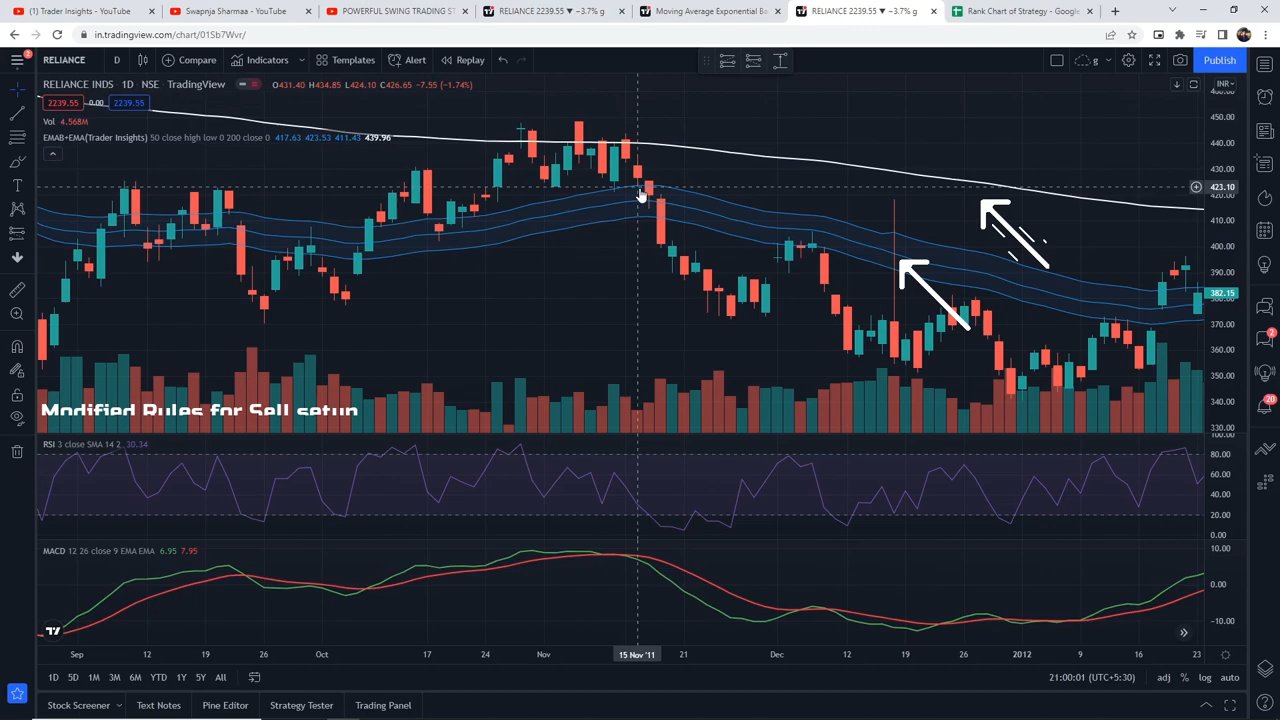 (1) Trader Insights - YouTube
Swapnja Sharmaa - YouTube
POWERFUL SWING TRADING ST
RELIANCE 2239.55 ▼ −3.7% g
Moving Average Exponential Ba
RELIANCE 2239.55 ▼ −3.7% g
Rank Chart of Strategy - Google
in.tradingview.com/chart/01Sb7Wvr/
2
RELIANCE
D
Compare
Indicators
Templates
Alert
Replay
g
Publish
RELIANCE INDS · 1D · NSE TradingView
O431.40 H434.85 L424.10 C426.65 −7.55 (−1.74%)
INR
2239.55 0.00 2239.55
Vol 4.568M
EMAB+EMA(Trader Insights) 50 close high low 0 200 close 0 417.63 423.53 411.43 439.96
460.00
450.00
440.00
430.00
423.10
420.00
410.00
400.00
390.00
382.15
380.00
370.00
360.00
350.00
340.00
330.00
2
20
Modified Rules for Sell setup
RSI 3 close SMA 14 2 30.34
100.00
80.00
60.00
40.00
20.00
0.00
MACD 12 26 close 9 EMA EMA 6.95 7.95
10.00
0.00
−10.00
Sep 12 19 Oct 17 24 Nov 15 Nov '11 21 Dec 12 19 26 2012 9 16 23
1D 5D 1M 3M 6M YTD 1Y 5Y All
21:00:01 (UTC+5:30) adj % log auto
Stock Screener Text Notes Pine Editor Strategy Tester Trading Panel